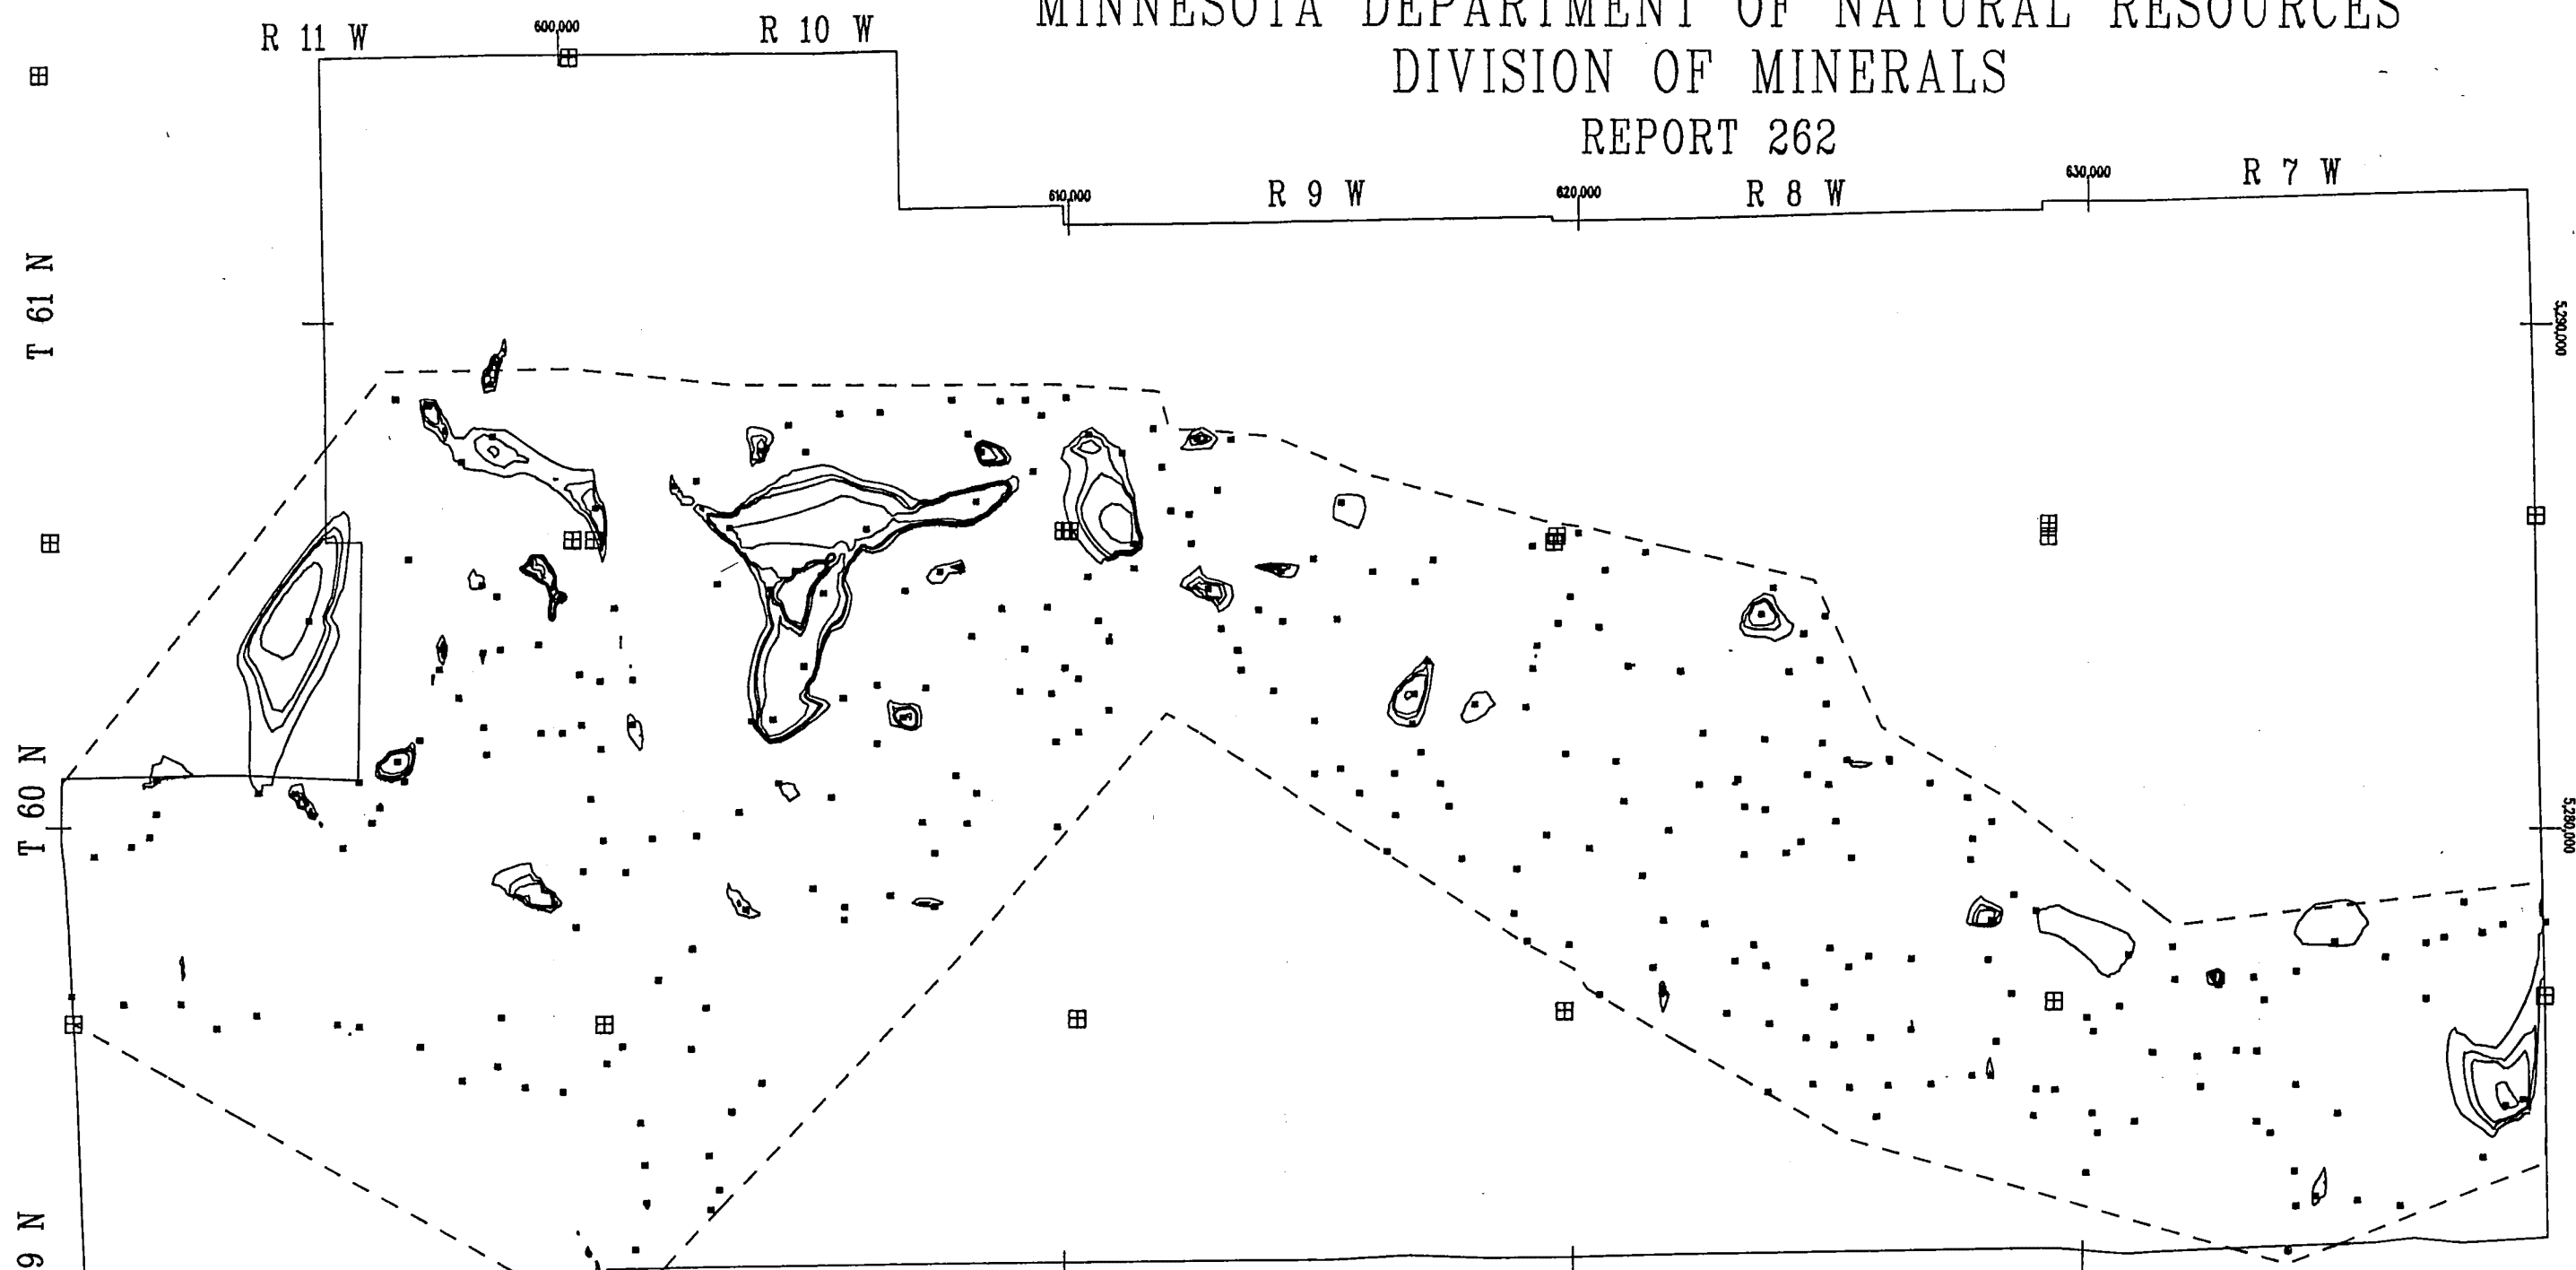 MINNESOTA DEPARTMENT OF NATURAL RESOURCES
DIVISION OF MINERALS
REPORT 262
R 11 W
600,000
R 10 W
610,000
R 9 W
620,000
R 8 W
630,000
R 7 W
T 61 N
5,290,000
T 60 N
5,280,000
9 N